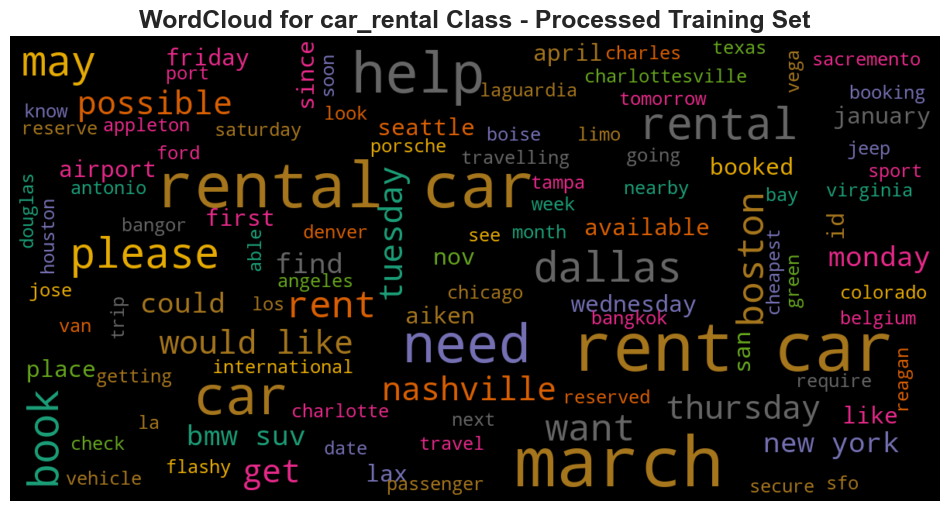 WordCloud for car_rental Class - Processed Training Set
may
friday
port
since
soon
help
april
charles
texas
vega
sacremento
laguardia
charlottesville
know
possible
look
tomorrow
booking
reserve
appleton
saturday
seattle
boise
limo
rental
january
porsche
airport
ford
travelling
going
booked
jeep
sport
antonio
rental car
tampa
nearby
bay
virginia
douglas
houston
bangor
first
week
tuesday
able
denver
see
month
available
boston
id
please
find
nov
dallas
cheapest
green
monday
jose
angeles
chicago
colorado
van
trip
could
los
rent
aiken
wednesday
bangkok
belgium
would like
need
rent car
san
place
getting
international
require
reagan
car
nashville
reserved
book
la
charlotte
next
want
thursday
like
check
bmw suv
date
travel
new york
vehicle
flashy
get
lax
passenger
march
secure
sfo